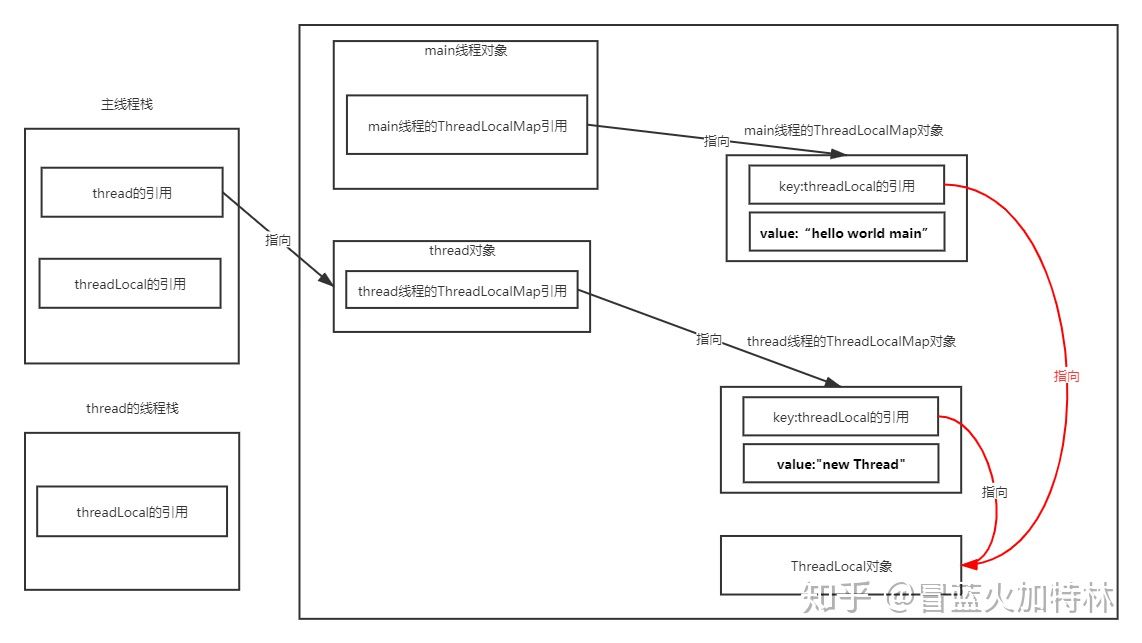 主线程栈
thread的引用
threadLocal的引用
thread的线程栈
threadLocal的引用
main线程对象
main线程的ThreadLocalMap引用
指向
main线程的ThreadLocalMap对象
key:threadLocal的引用
value:“hello world main”
指向
thread对象
thread线程的ThreadLocalMap引用
指向
thread线程的ThreadLocalMap对象
key:threadLocal的引用
value:"new Thread"
指向
指向
ThreadLocal对象
知乎 @冒蓝火加特林